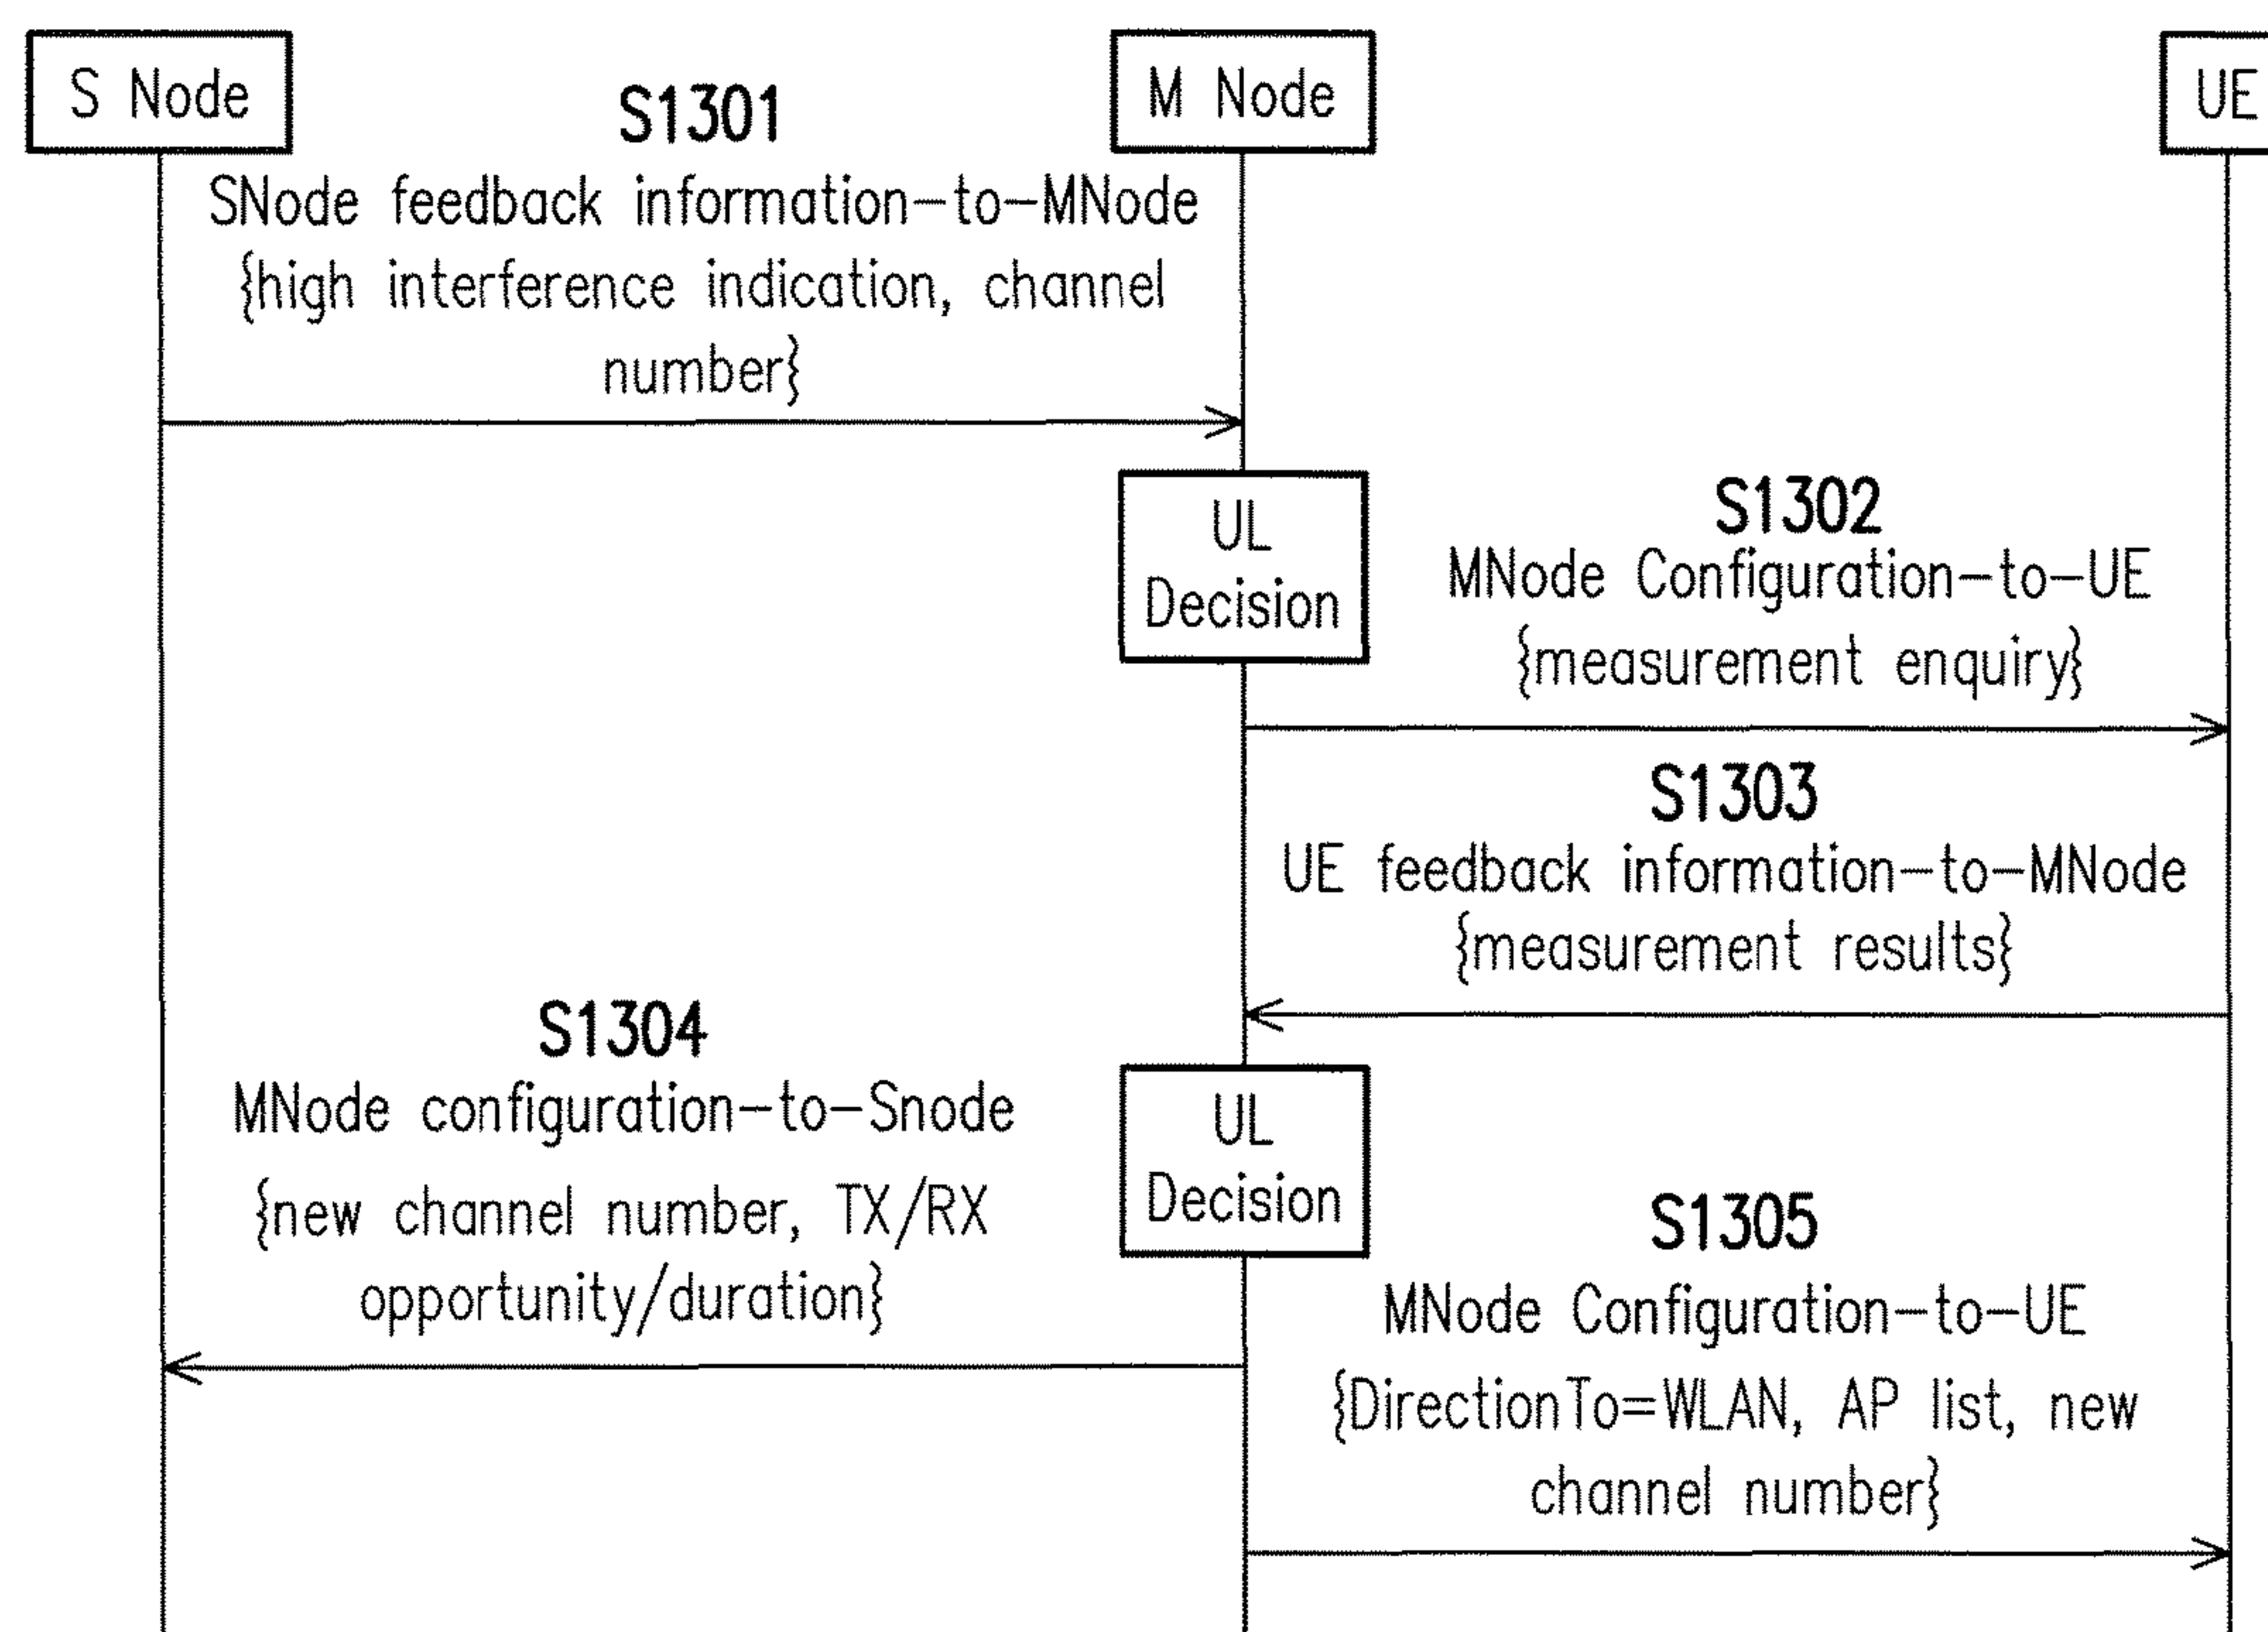 S Node
M Node
UE
S1301
SNode feedback information-to-MNode
{high interference indication, channel
number}
UL
Decision
S1302
MNode Configuration-to-UE
{measurement enquiry}
S1303
UE feedback information-to-MNode
{measurement results}
S1304
MNode configuration-to-Snode
{new channel number, TX/RX
opportunity/duration}
UL
Decision
S1305
MNode Configuration-to-UE
{DirectionTo=WLAN, AP list, new
channel number}